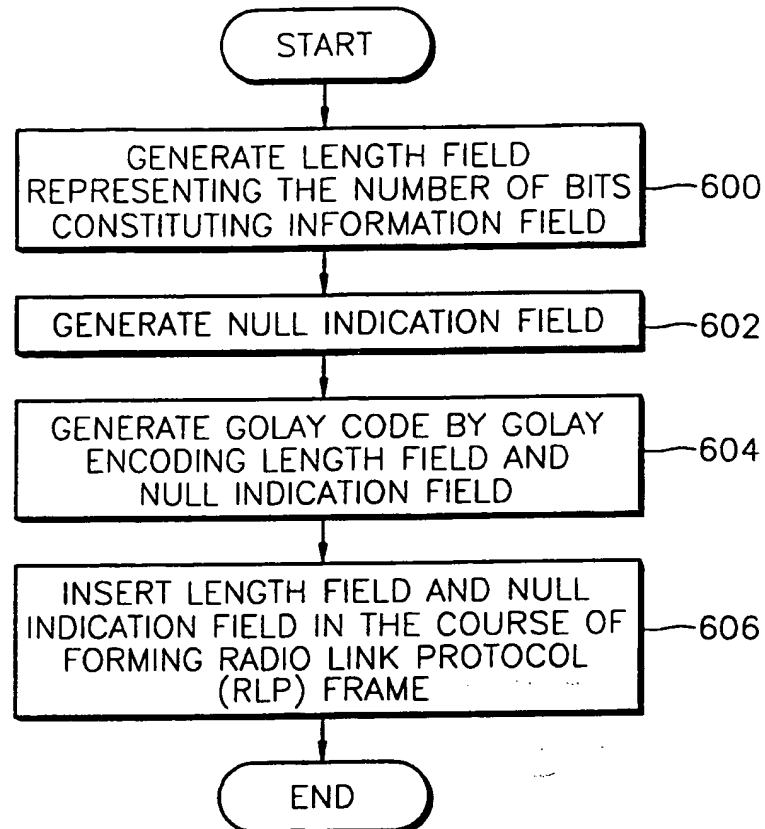 START
GENERATE LENGTH FIELD
REPRESENTING THE NUMBER OF BITS
CONSTITUTING INFORMATION FIELD
600
GENERATE NULL INDICATION FIELD
602
GENERATE GOLAY CODE BY GOLAY
ENCODING LENGTH FIELD AND
NULL INDICATION FIELD
604
INSERT LENGTH FIELD AND NULL
INDICATION FIELD IN THE COURSE OF
FORMING RADIO LINK PROTOCOL
(RLP) FRAME
606
END